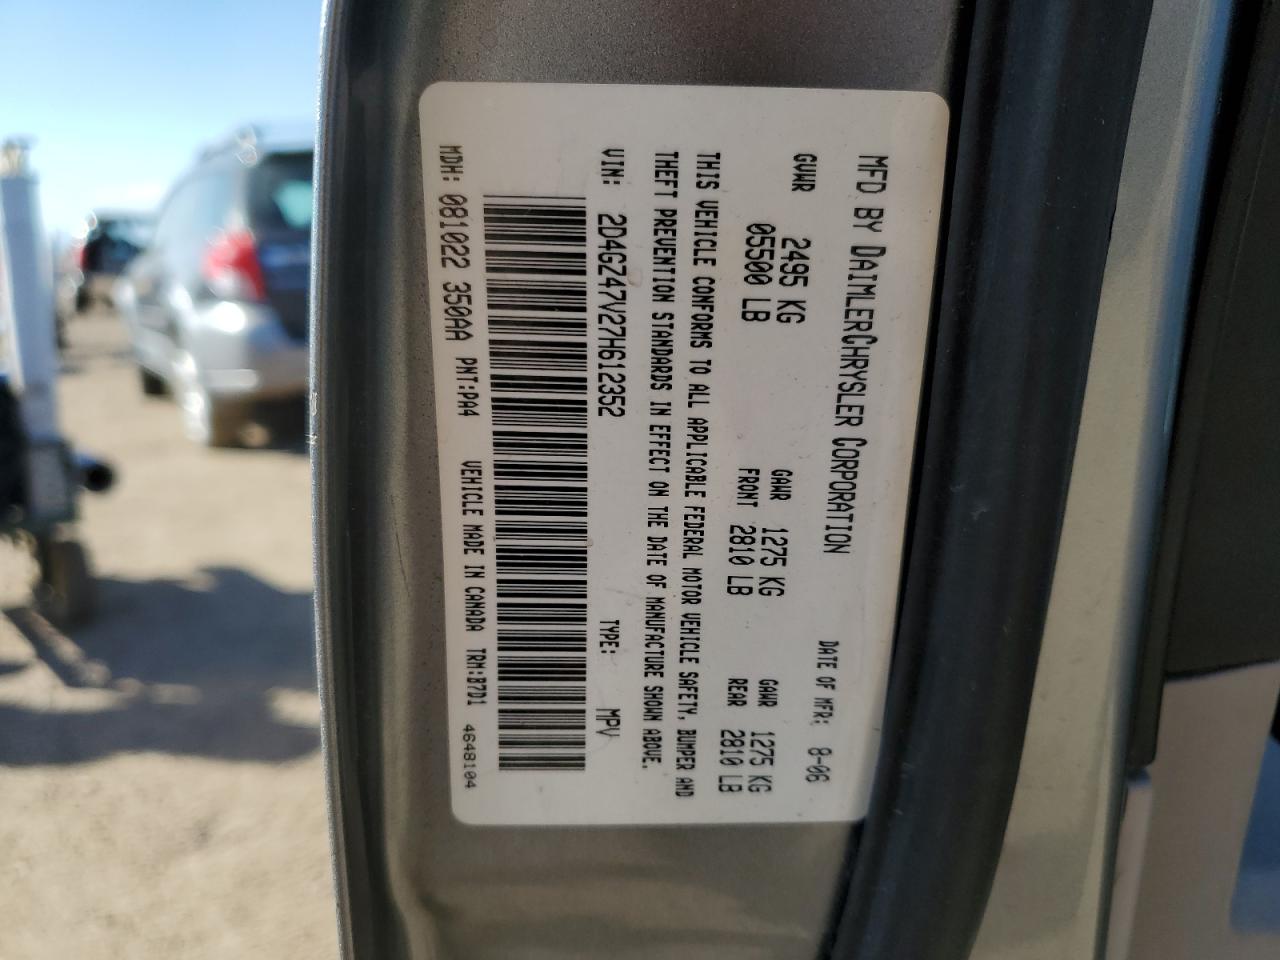 MFD BY DAIMLERCHRYSLER CORPORATION DATE OF MFR: 8-06
GVWR 2495 KG GAWR 1275 KG GAWR 1275 KG
05500 LB FRONT 2810 LB REAR 2810 LB
THIS VEHICLE CONFORMS TO ALL APPLICABLE FEDERAL MOTOR VEHICLE SAFETY, BUMPER AND
THEFT PREVENTION STANDARDS IN EFFECT ON THE DATE OF MANUFACTURE SHOWN ABOVE.
VIN: 2D4GZ47V27H612352 TYPE: MPV
MDH: 081022 350AA PNT:PA4 VEHICLE MADE IN CANADA TRM:B7D1 4648104